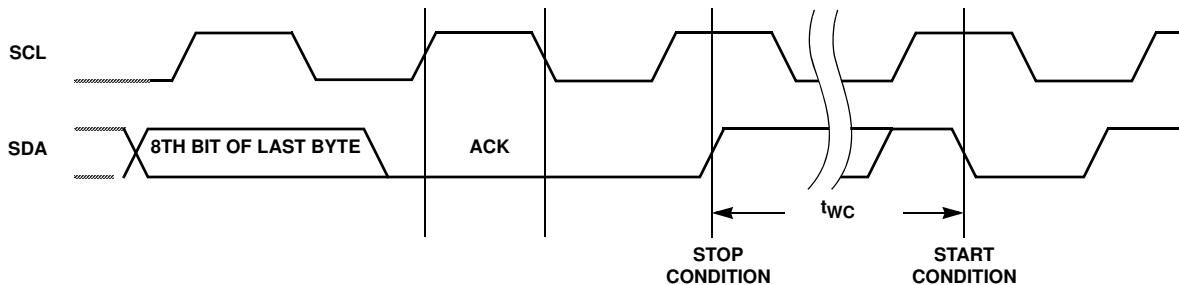 SCL
SDA
8TH BIT OF LAST BYTE
ACK
tWC
STOP
CONDITION
START
CONDITION